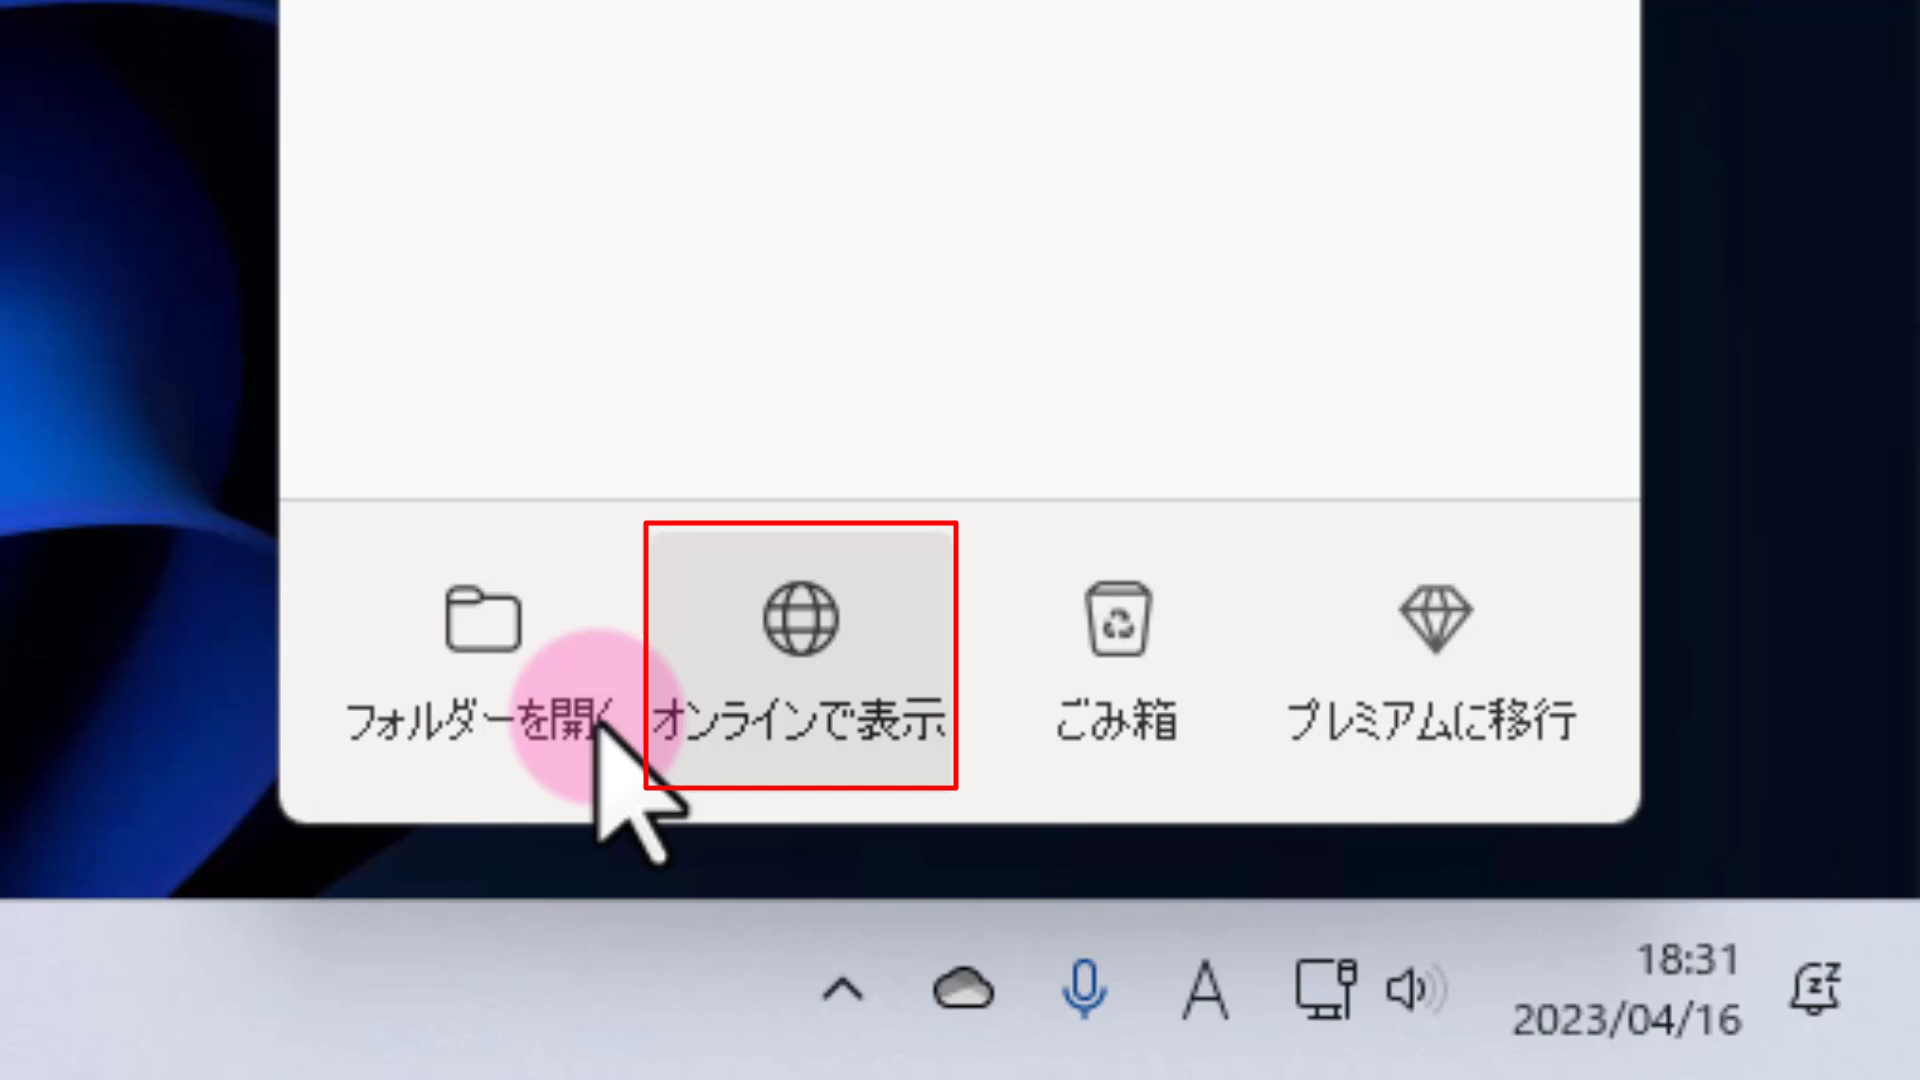 フォルダーを開く
オンラインで表示
ごみ箱
プレミアムに移行
A
18:31
2023/04/16